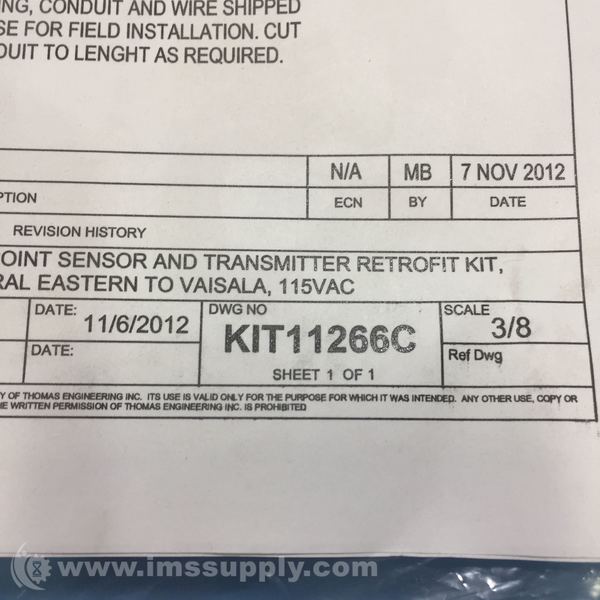 NG, CONDUIT AND WIRE SHIPPED
SE FOR FIELD INSTALLATION. CUT
DUIT TO LENGHT AS REQUIRED.
N/A MB 7 NOV 2012
PTION ECN BY DATE
REVISION HISTORY
OINT SENSOR AND TRANSMITTER RETROFIT KIT,
RAL EASTERN TO VAISALA, 115VAC
DATE: 11/6/2012 DWG NO KIT11266C SCALE 3/8
DATE: SHEET 1 OF 1 Ref Dwg
Y OF THOMAS ENGINEERING INC. ITS USE IS VALID ONLY FOR THE PURPOSE FOR WHICH IT WAS INTENDED. ANY OTHER USE, COPY OR
E WRITTEN PERMISSION OF THOMAS ENGINEERING INC. IS PROHIBITED
© www.imssupply.com